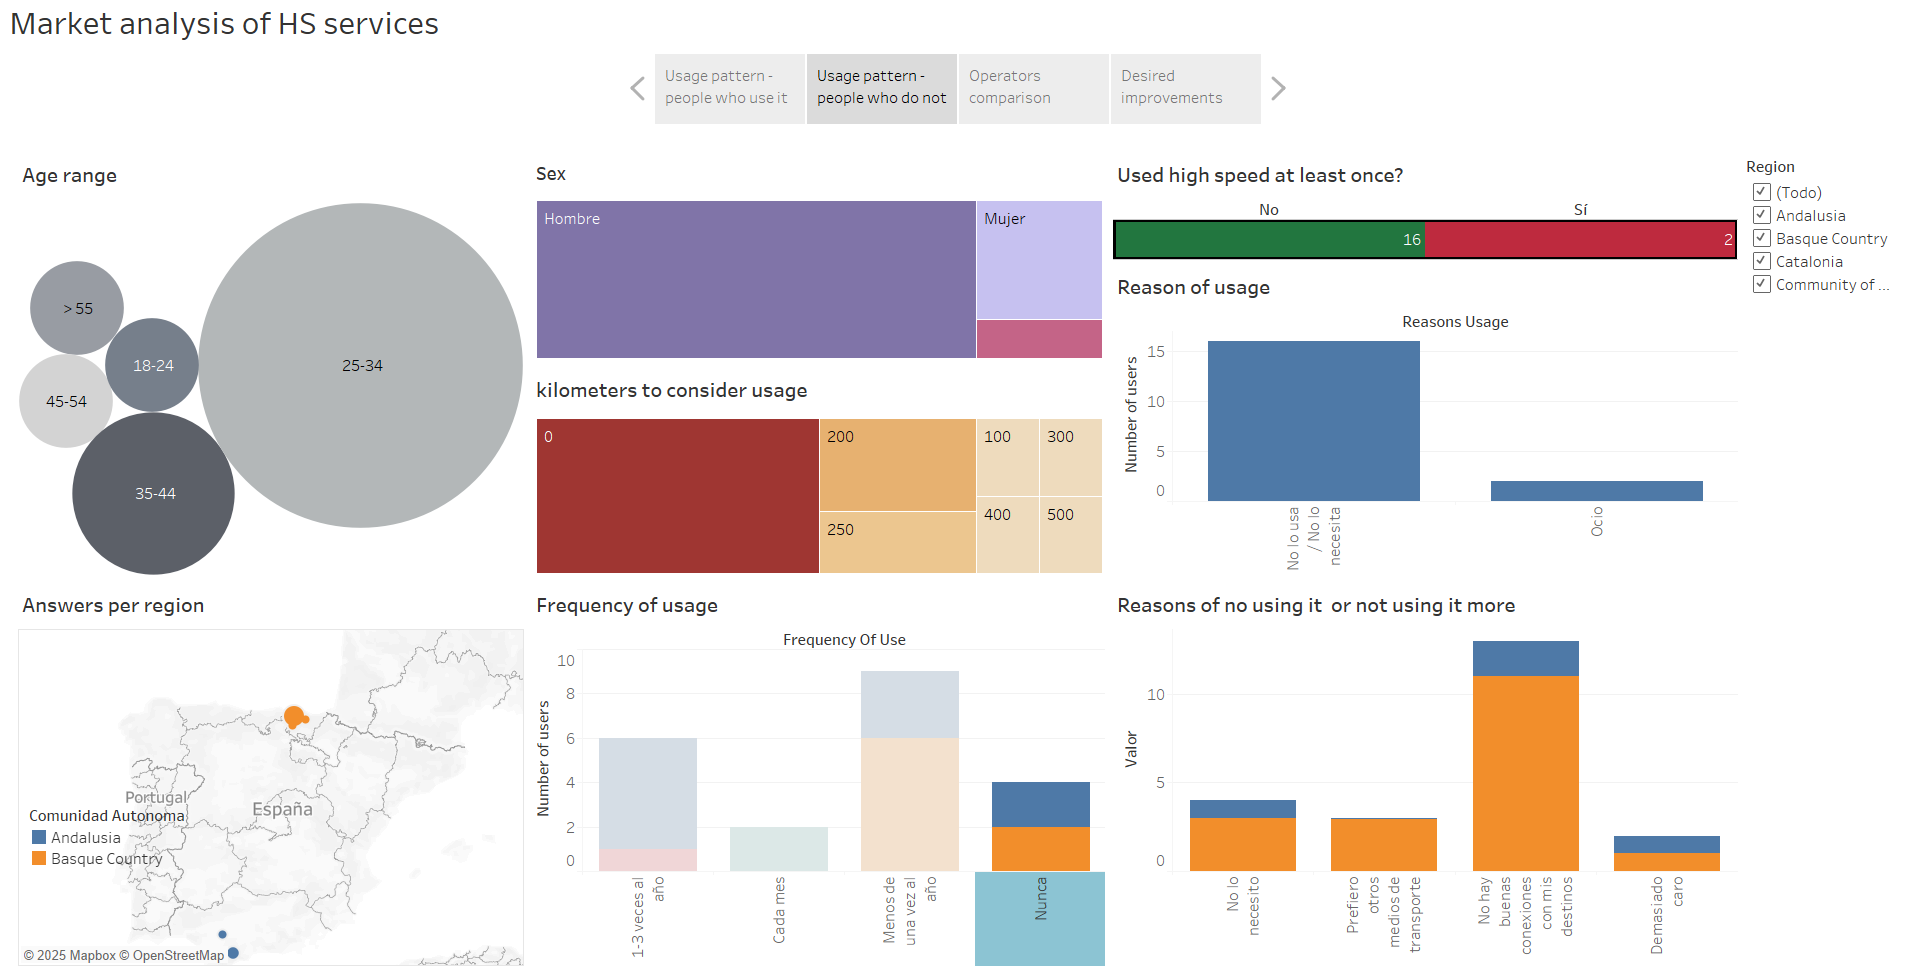 Market analysis of HS services
Usage pattern -
people who use it
Usage pattern -
people who do not
Operators
comparison
Desired
improvements
Age range
> 55
18-24
45-54
25-34
35-44
Sex
Hombre
Mujer
kilometers to consider usage
0
200
250
100
300
400
500
Used high speed at least once?
No
Sí
16
2
Region
(Todo)
Andalusia
Basque Country
Catalonia
Community of ...
Reason of usage
Reasons Usage
Number of users
15
10
5
0
No lo usa
/ No lo
necesita
Ocio
Answers per region
Portugal
España
Comunidad Autonoma
Andalusia
Basque Country
© 2025 Mapbox © OpenStreetMap
Frequency of usage
Frequency Of Use
Number of users
10
8
6
4
2
0
1-3 veces al
año
Cada mes
Menos de
una vez al
año
Nunca
Reasons of no using it  or not using it more
Valor
10
5
0
No lo
necesito
Prefiero
otros
medios de
transporte
No hay
buenas
conexiones
con mis
destinos
Demasiado
caro